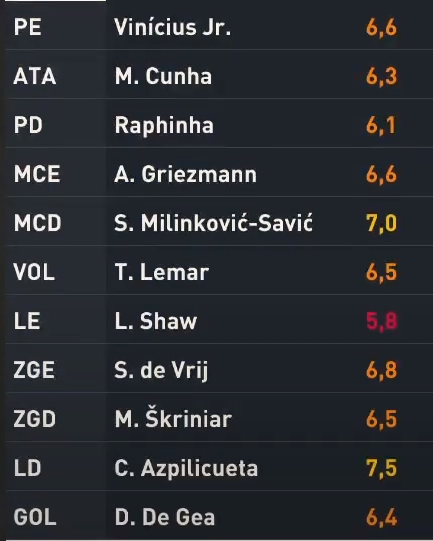 PE Vinícius Jr. 6,6
ATA M. Cunha 6,3
PD Raphinha 6,1
MCE A. Griezmann 6,6
MCD S. Milinković-Savić 7,0
VOL T. Lemar 6,5
LE L. Shaw 5,8
ZGE S. de Vrij 6,8
ZGD M. Škriniar 6,5
LD C. Azpilicueta 7,5
GOL D. De Gea 6,4